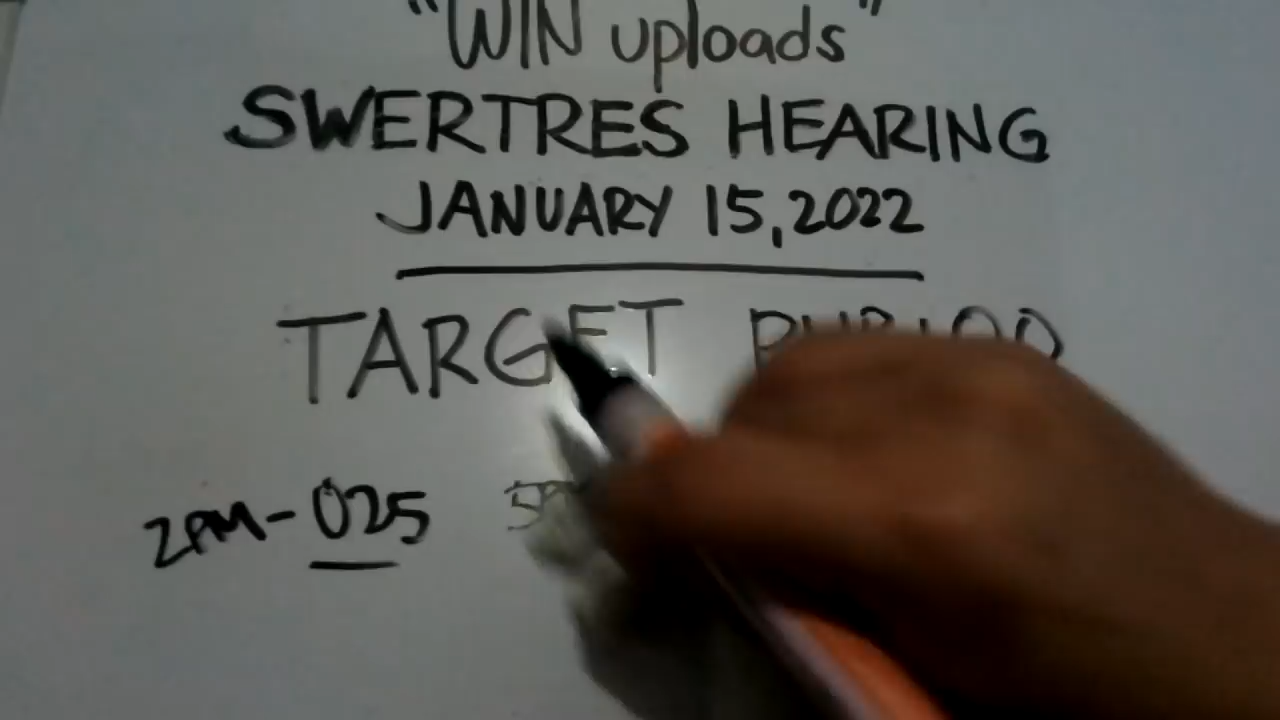 "WIN uploads"
SWERTRES HEARING
JANUARY 15, 2022
TARGET
2PM - 025